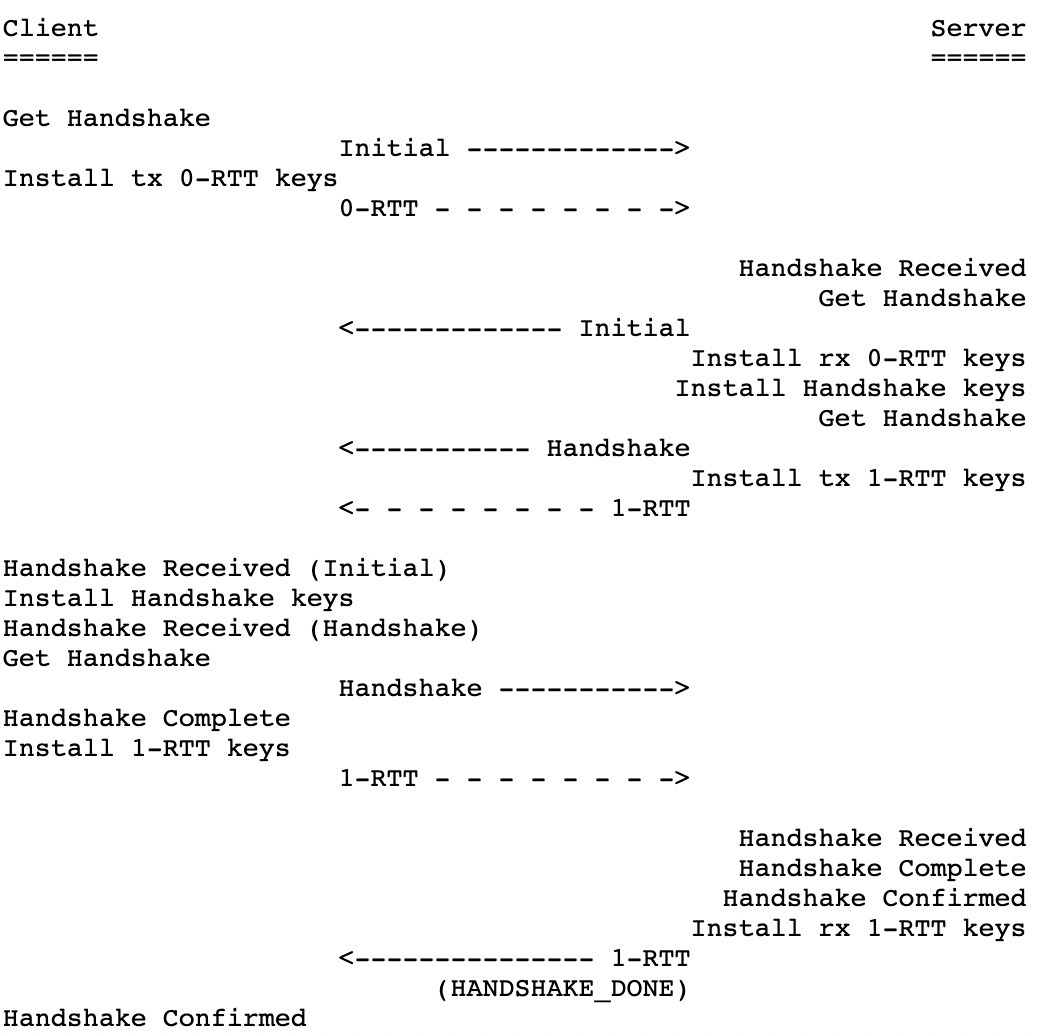 Client Server
====== ======
Get Handshake
Initial ------------->
Install tx 0-RTT keys
0-RTT - - - - - - - ->
Handshake Received
Get Handshake
<------------- Initial
Install rx 0-RTT keys
Install Handshake keys
Get Handshake
<----------- Handshake
Install tx 1-RTT keys
<- - - - - - - - 1-RTT
Handshake Received (Initial)
Install Handshake keys
Handshake Received (Handshake)
Get Handshake
Handshake ----------->
Handshake Complete
Install 1-RTT keys
1-RTT - - - - - - - ->
Handshake Received
Handshake Complete
Handshake Confirmed
Install rx 1-RTT keys
<--------------- 1-RTT
(HANDSHAKE_DONE)
Handshake Confirmed